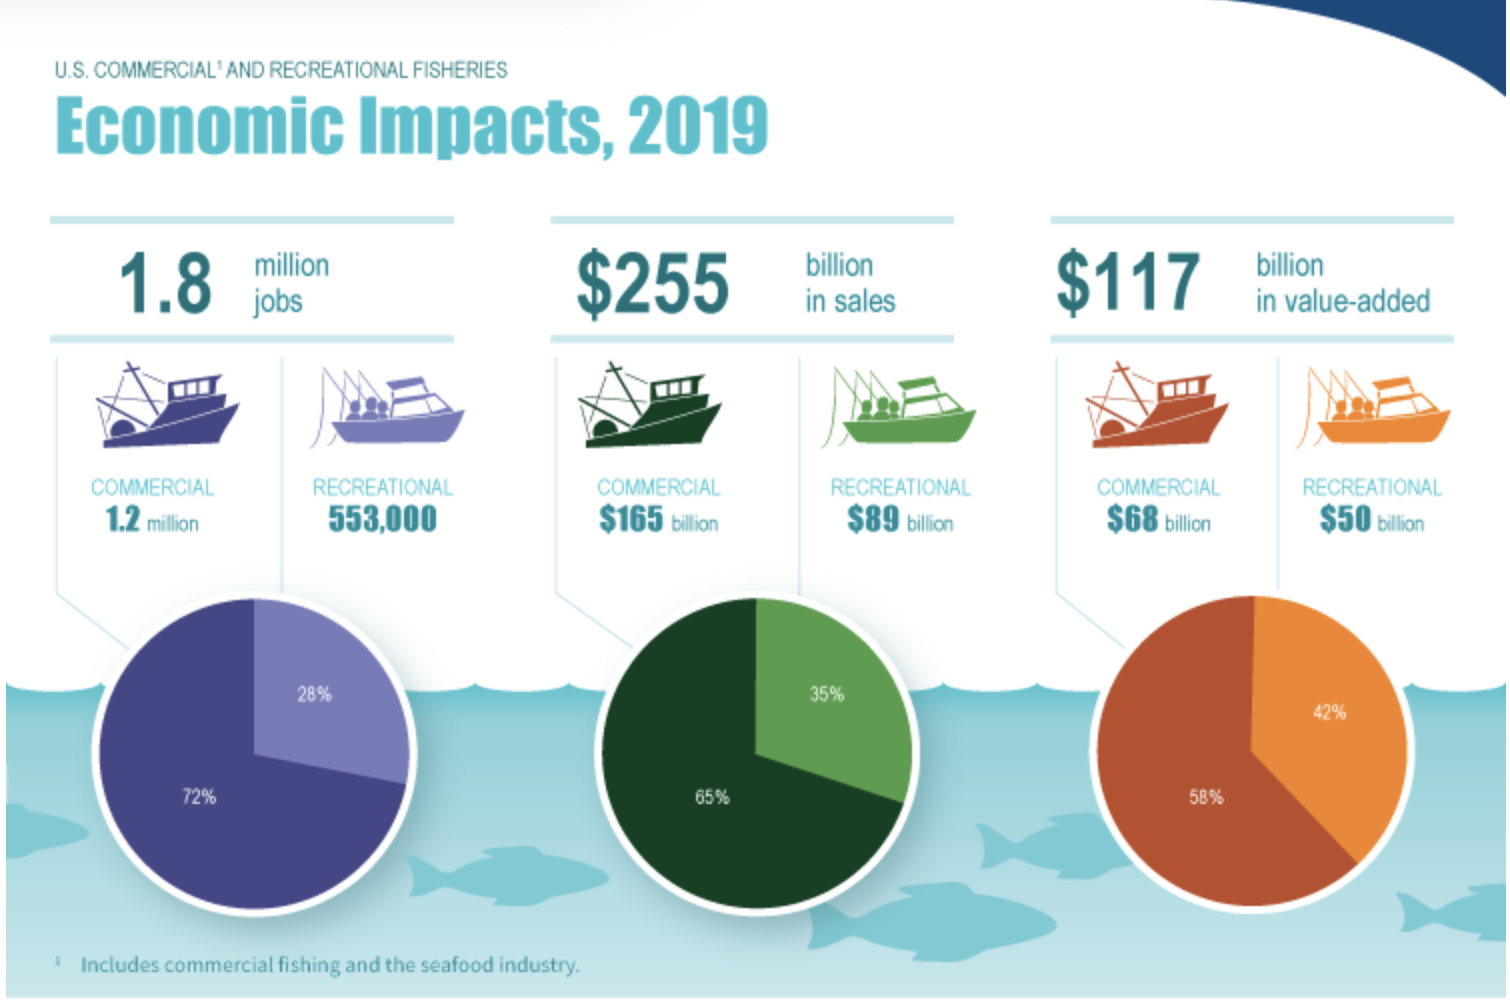 U.S. COMMERCIAL¹ AND RECREATIONAL FISHERIES
Economic Impacts, 2019
1.8 million
jobs
COMMERCIAL
1.2 million
RECREATIONAL
553,000
72%
28%
$255 billion
in sales
COMMERCIAL
$165 billion
RECREATIONAL
$89 billion
65%
35%
$117 billion
in value-added
COMMERCIAL
$68 billion
RECREATIONAL
$50 billion
58%
42%
¹ Includes commercial fishing and the seafood industry.